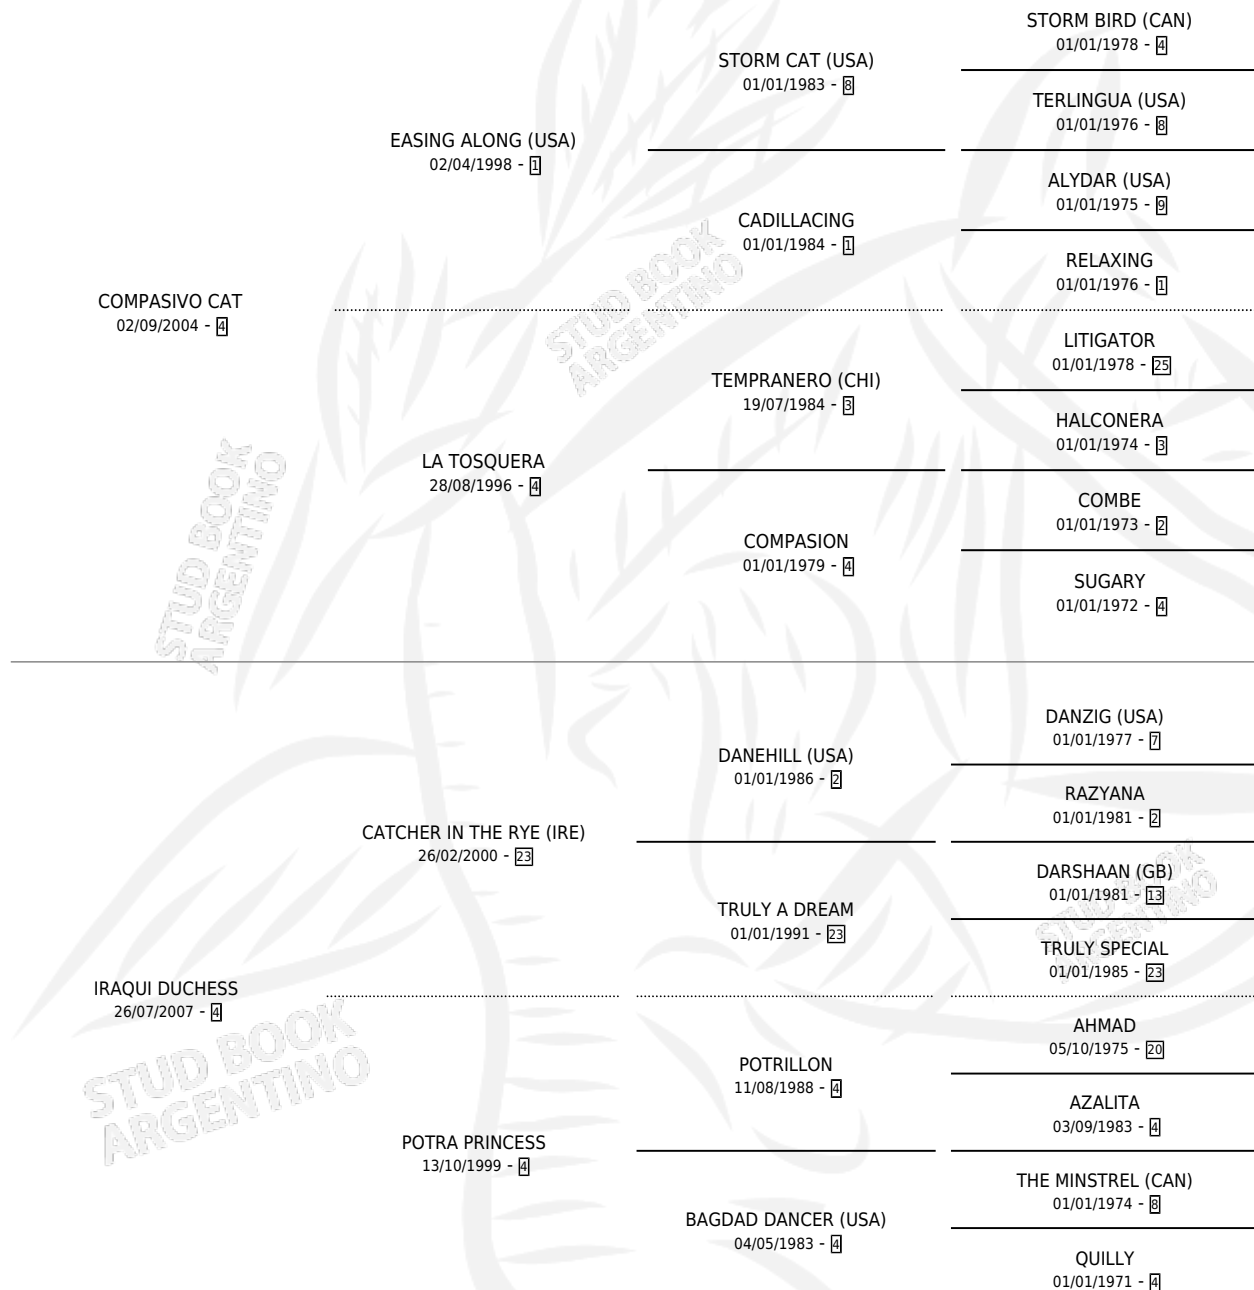 STORM BIRD (CAN)
01/01/1978 - 4
STORM CAT (USA)
01/01/1983 - 8
TERLINGUA (USA)
01/01/1976 - 8
EASING ALONG (USA)
02/04/1998 - 1
ALYDAR (USA)
01/01/1975 - 9
CADILLACING
01/01/1984 - 1
RELAXING
01/01/1976 - 1
COMPASIVO CAT
02/09/2004 - 4
LITIGATOR
01/01/1978 - 25
TEMPRANERO (CHI)
19/07/1984 - 3
HALCONERA
01/01/1974 - 3
LA TOSQUERA
28/08/1996 - 4
COMBE
01/01/1973 - 2
COMPASION
01/01/1979 - 4
SUGARY
01/01/1972 - 4
DANZIG (USA)
01/01/1977 - 7
DANEHILL (USA)
01/01/1986 - 2
RAZYANA
01/01/1981 - 2
CATCHER IN THE RYE (IRE)
26/02/2000 - 23
DARSHAAN (GB)
01/01/1981 - 13
TRULY A DREAM
01/01/1991 - 23
TRULY SPECIAL
01/01/1985 - 23
IRAQUI DUCHESS
26/07/2007 - 4
AHMAD
05/10/1975 - 20
POTRILLON
11/08/1988 - 4
AZALITA
03/09/1983 - 4
POTRA PRINCESS
13/10/1999 - 4
THE MINSTREL (CAN)
01/01/1974 - 8
BAGDAD DANCER (USA)
04/05/1983 - 4
QUILLY
01/01/1971 - 4
STUD BOOK
ARGENTINO
STUD BOOK
ARGENTINO
STUD BOOK
ARGENTINO
STUD BOOK
ARGENTINO